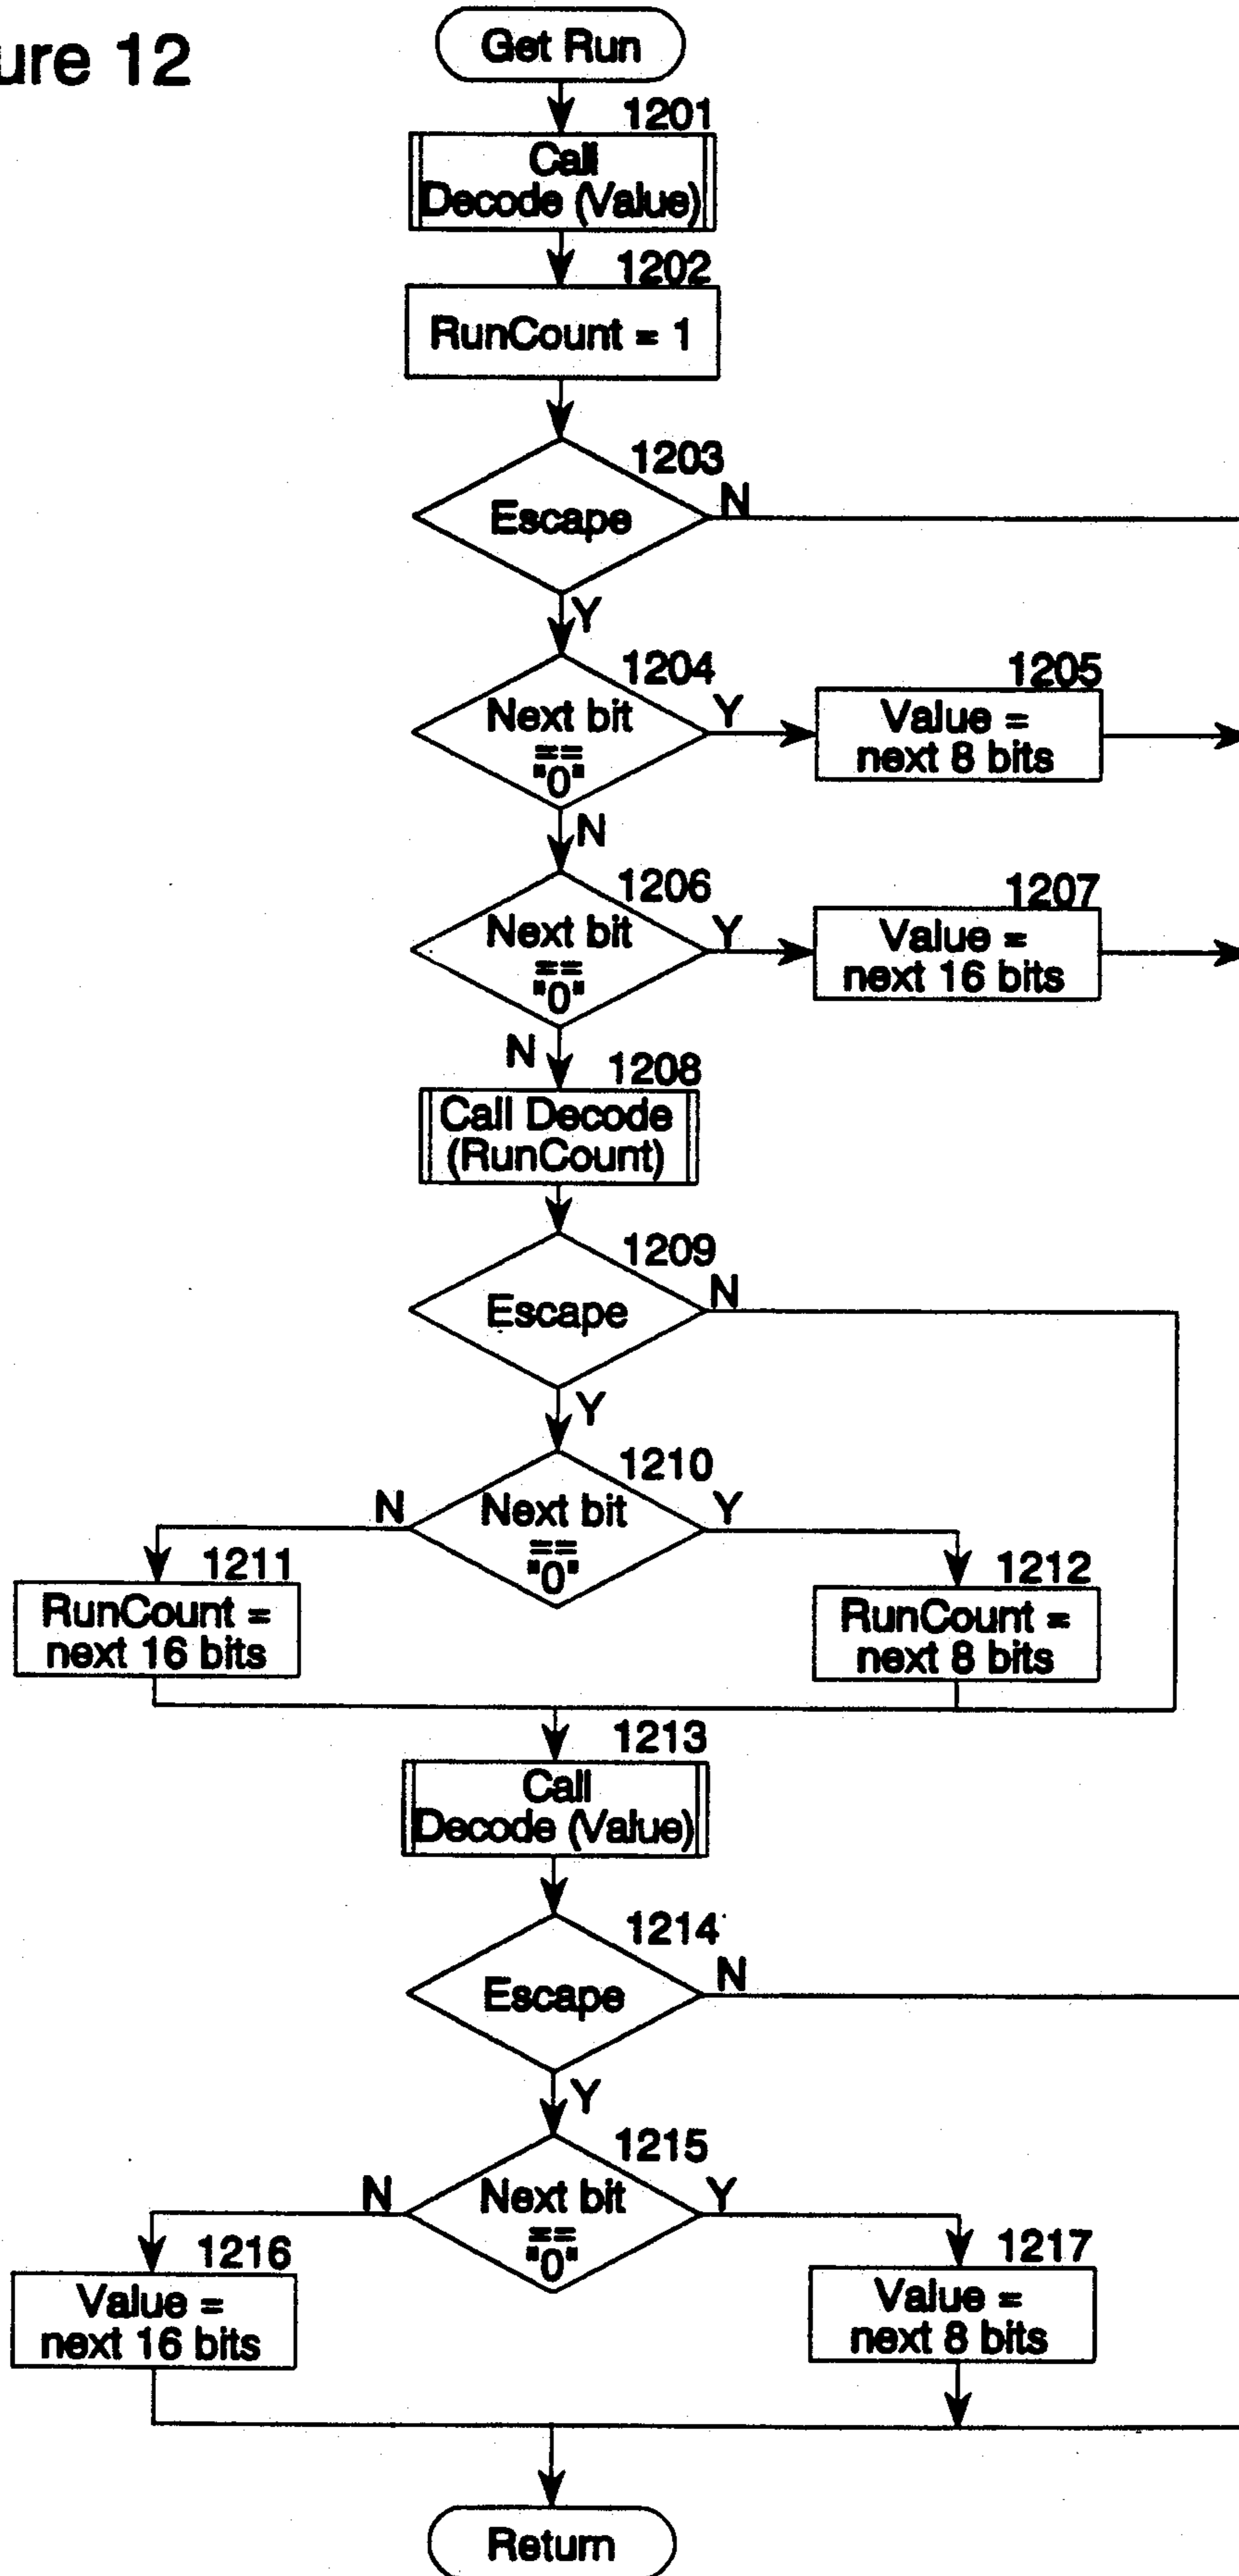 ure 12
Get Run
1201
Call
Decode (Value)
1202
RunCount = 1
1203
Escape
N
Y
1204
Next bit
==
"0"
Y
1205
Value =
next 8 bits
N
1206
Next bit
==
"0"
Y
1207
Value =
next 16 bits
N
1208
Call Decode
(RunCount)
1209
Escape
N
Y
1210
Next bit
==
"0"
N
Y
1211
RunCount =
next 16 bits
1212
RunCount =
next 8 bits
1213
Call
Decode (Value)
1214
Escape
N
Y
1215
Next bit
==
"0"
N
Y
1216
Value =
next 16 bits
1217
Value =
next 8 bits
Return